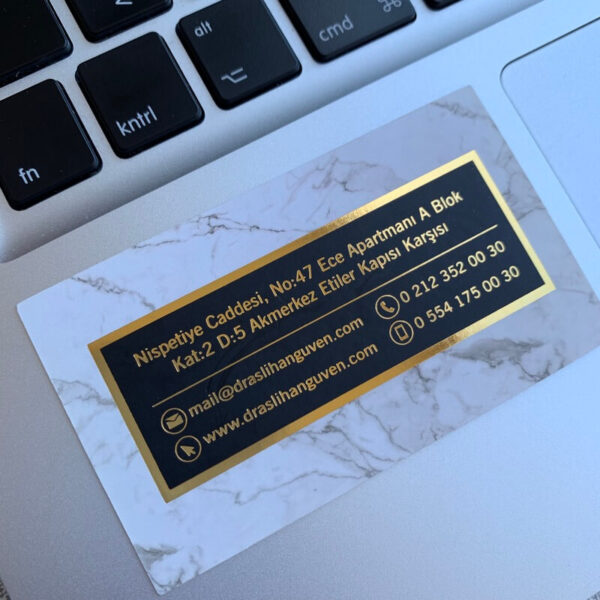 alt
cmd
kntrl
fn
Nispetiye Caddesi, No:47 Ece Apartmanı A Blok
Kat:2 D:5 Akmerkez Etiler Kapısı Karşısı
mail@draslihanguven.com
0 212 352 00 30
www.draslihanguven.com
0 554 175 00 30